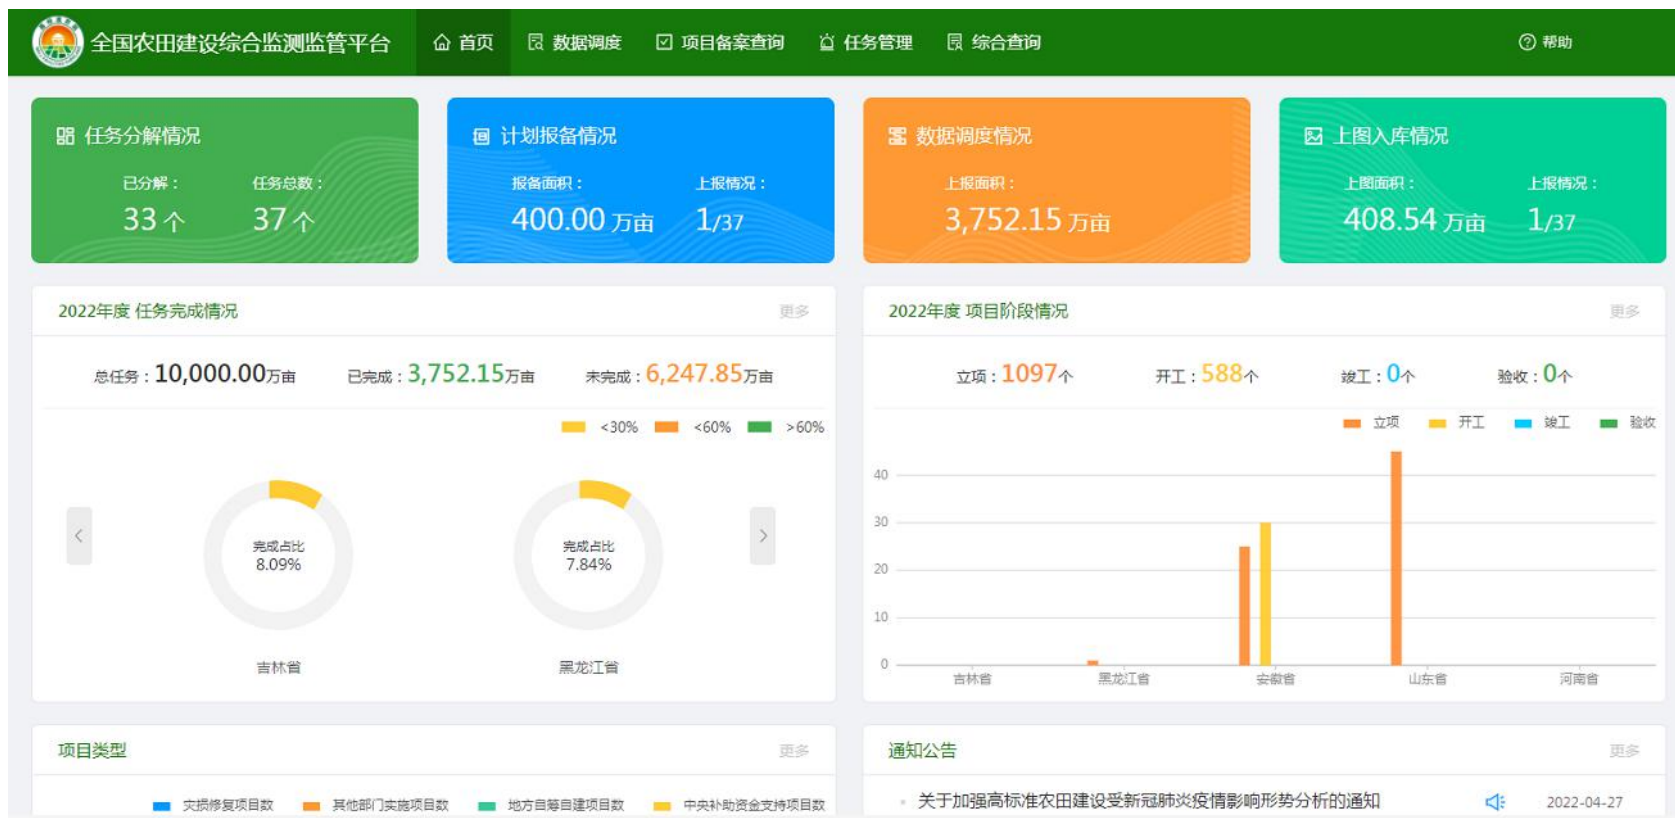 全国农田建设综合监测监管平台 首页 数据调度 项目备案查询 任务管理 综合查询 帮助
任务分解情况 计划报备情况 数据调度情况 上图入库情况
已分解： 任务总数： 报备面积： 上报情况： 上报面积： 上图面积： 上报情况：
33个 37个 400.00万亩 1/37 3,752.15万亩 408.54万亩 1/37
2022年度 任务完成情况 更多
总任务：10,000.00万亩 已完成：3,752.15万亩 未完成：6,247.85万亩
<30% <60% >60%
完成占比 完成占比
8.09% 7.84%
吉林省 黑龙江省
2022年度 项目阶段情况 更多
立项：1097个 开工：588个 竣工：0个 验收：0个
立项 开工 竣工 验收
40
30
20
10
0
吉林省 黑龙江省 安徽省 山东省 河南省
项目类型 更多
灾损修复项目数 其他部门实施项目数 地方自筹自建项目数 中央补助资金支持项目数
通知公告 更多
关于加强高标准农田建设受新冠肺炎疫情影响形势分析的通知 2022-04-27